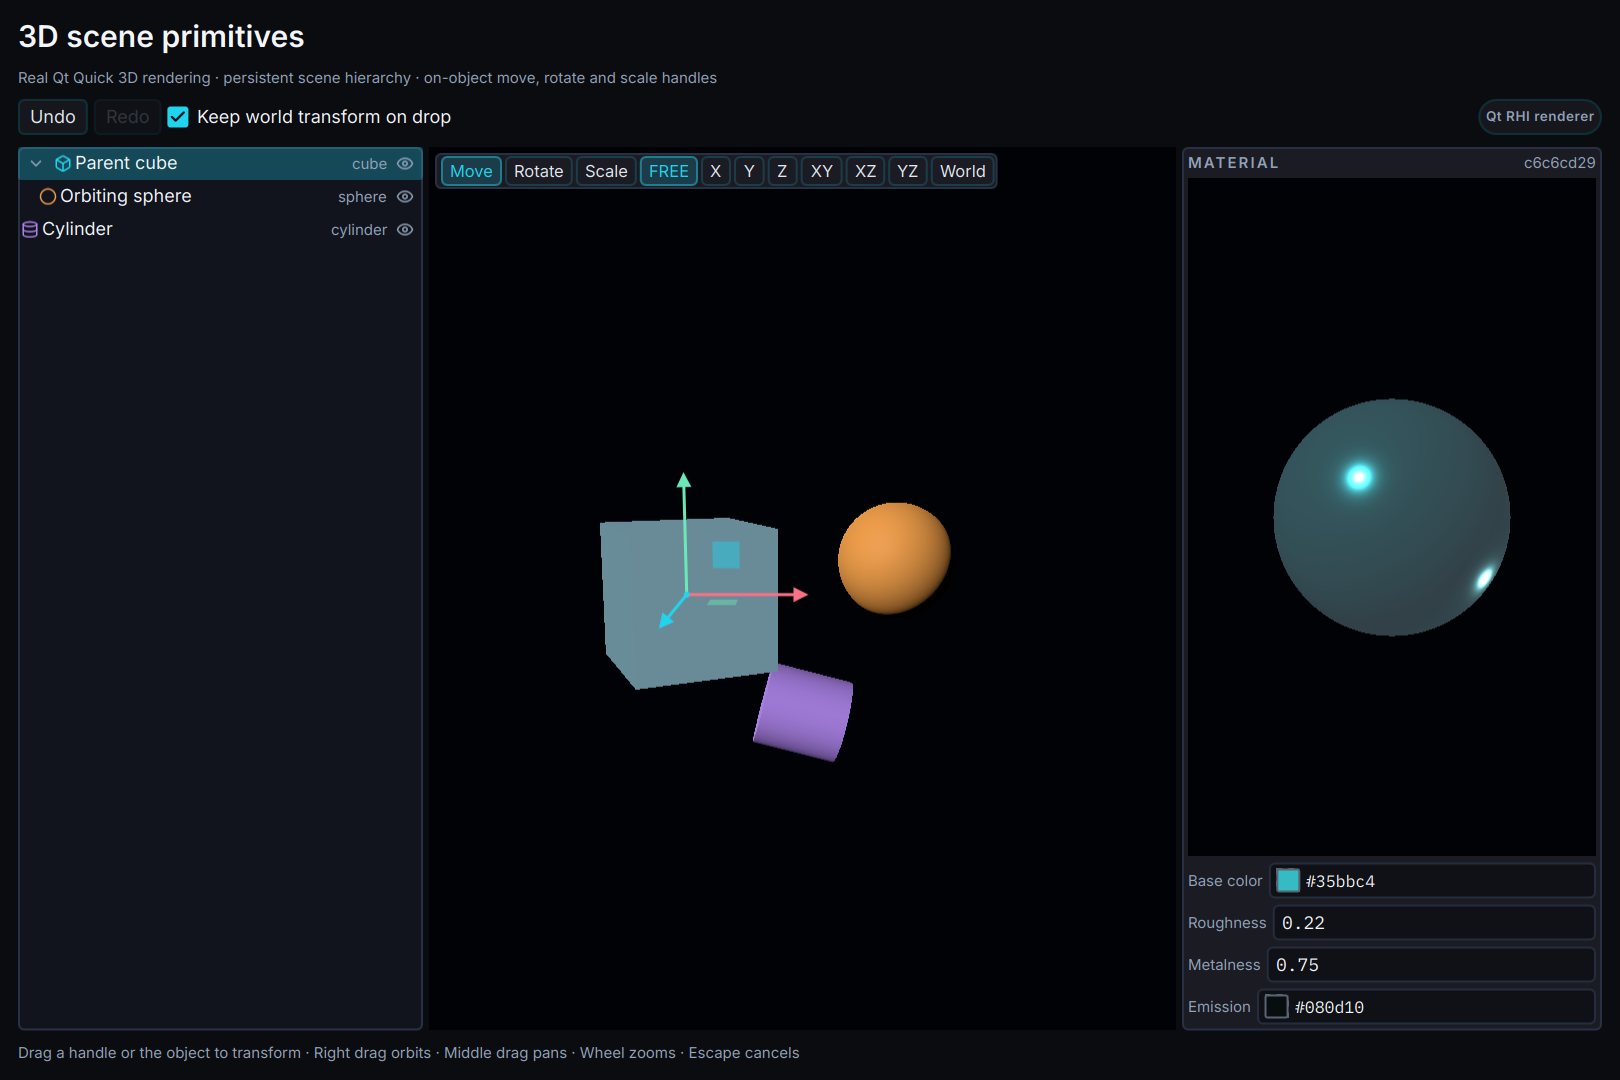 3D scene primitives
Real Qt Quick 3D rendering · persistent scene hierarchy · on-object move, rotate and scale handles
Undo Redo Keep world transform on drop Qt RHI renderer
Parent cube cube
Orbiting sphere sphere
Cylinder cylinder
Move Rotate Scale FREE X Y Z XY XZ YZ World
MATERIAL c6c6cd29
Base color #35bbc4
Roughness 0.22
Metalness 0.75
Emission #080d10
Drag a handle or the object to transform · Right drag orbits · Middle drag pans · Wheel zooms · Escape cancels